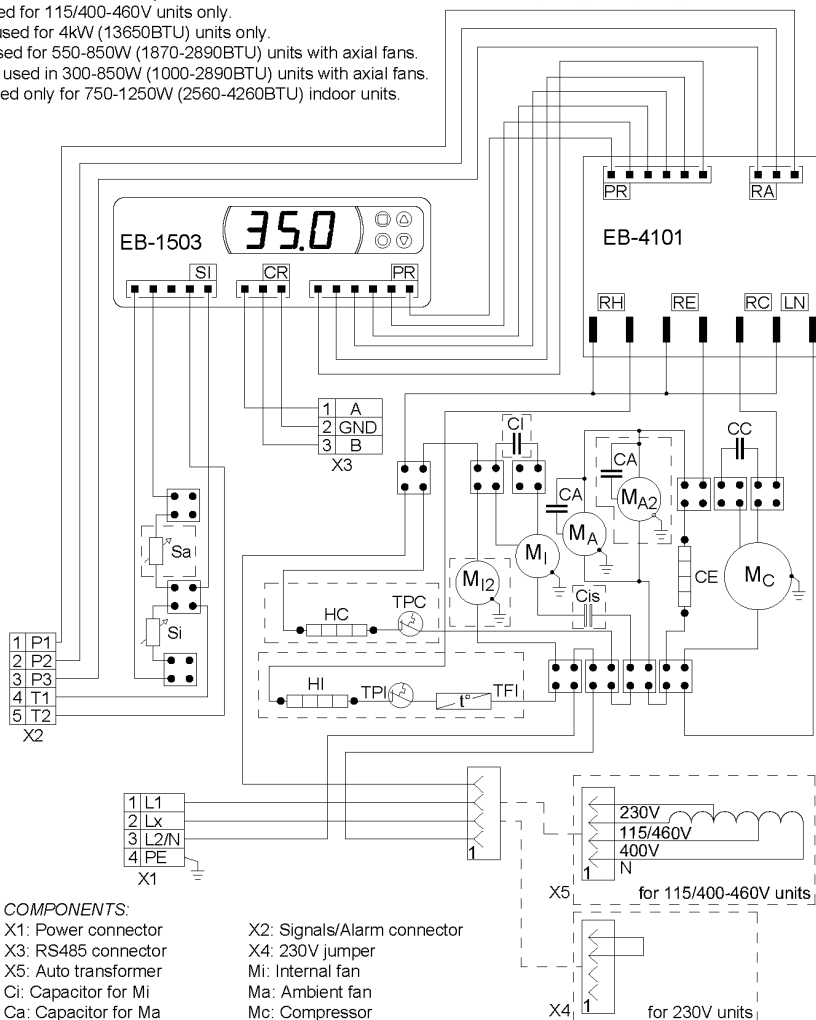 ed for 115/400-460V units only.
used for 4kW (13650BTU) units only.
sed for 550-850W (1870-2890BTU) units with axial fans.
used in 300-850W (1000-2890BTU) units with axial fans.
ed only for 750-1250W (2560-4260BTU) indoor units.
PR
RA
EB-4101
RH
RE
RC
LN
EB-1503
35.0
SI
CR
PR
1 A
2 GND
3 B
X3
CI
CC
CA
CA
MA2
MA
MI
MI2
CE
MC
Sa
Si
Cis
HC
TPC
HI
TPI
t°
TFI
1 P1
2 P2
3 P3
4 T1
5 T2
X2
1 L1
2 Lx
3 L2/N
4 PE
X1
1
230V
115/460V
400V
N
1
X5
for 115/400-460V units
1
X4
for 230V units
COMPONENTS:
X1: Power connector
X2: Signals/Alarm connector
X3: RS485 connector
X4: 230V jumper
X5: Auto transformer
Mi: Internal fan
Ci: Capacitor for Mi
Ma: Ambient fan
Ca: Capacitor for Ma
Mc: Compressor